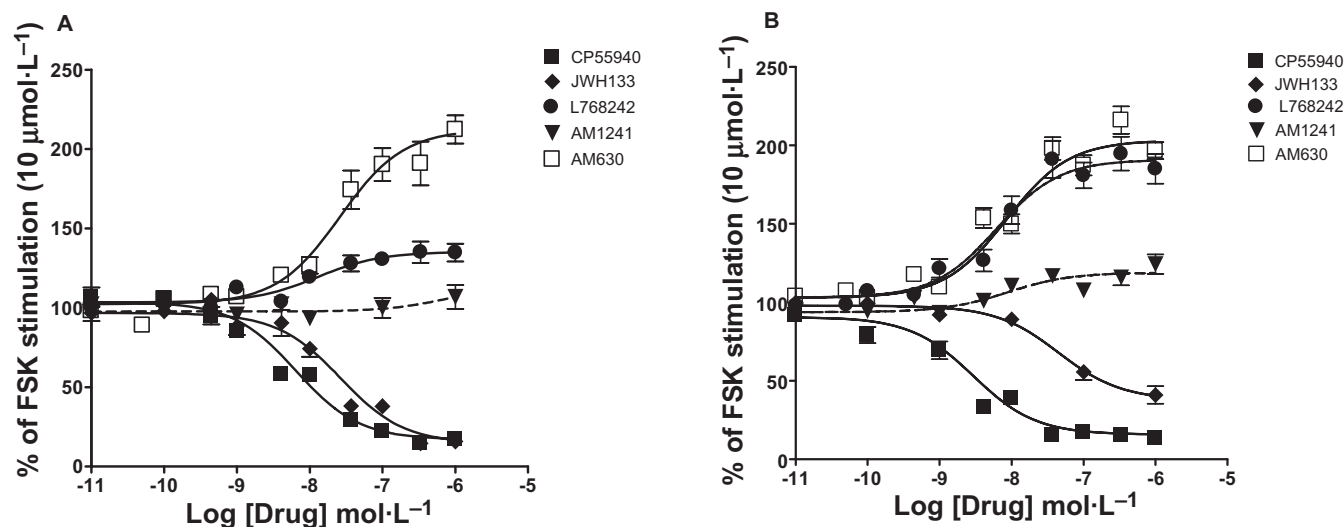 A
% of FSK stimulation (10 μmol·L–1)
250
200
150
100
50
0
-11 -10 -9 -8 -7 -6 -5
Log [Drug] mol·L–1
CP55940
JWH133
L768242
AM1241
AM630
B
% of FSK stimulation (10 μmol·L–1)
250
200
150
100
50
0
-11 -10 -9 -8 -7 -6 -5
Log [Drug] mol·L–1
CP55940
JWH133
L768242
AM1241
AM630